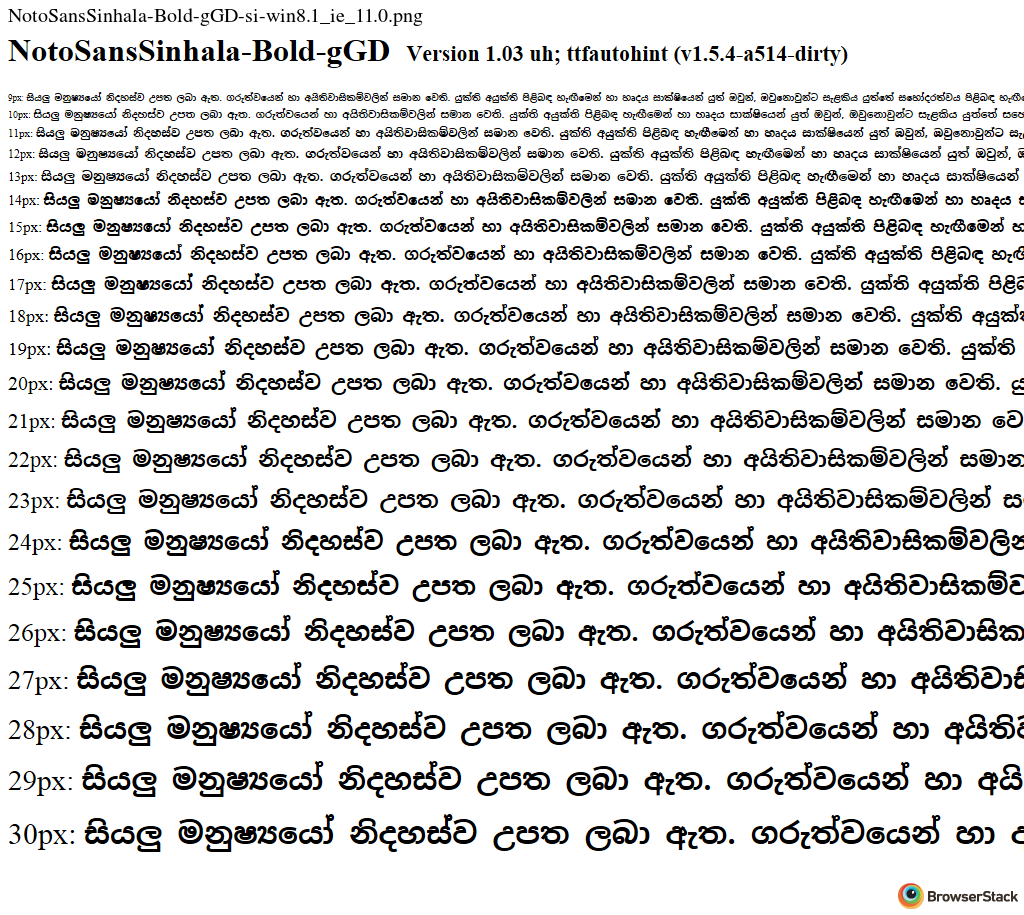 NotoSansSinhala-Bold-gGD-si-win8.1_ie_11.0.png
NotoSansSinhala-Bold-gGD Version 1.03 uh; ttfautohint (v1.5.4-a514-dirty)
9px: සියලු මනුෂ්‍යයෝ නිදහස්ව උපත ලබා ඇත. ගරුත්වයෙන් හා අයිතිවාසිකම්වලින් සමාන වෙති. යුක්ති අයුක්ති පිළිබඳ හැඟීමෙන් හා හෘදය සාක්ෂියෙන් යුත් ඔවුන්, ඔවුනොවුන්ට සැළකිය යුත්තේ සහෝදරත්වය පිළිබඳ
10px: සියලු මනුෂ්‍යයෝ නිදහස්ව උපත ලබා ඇත. ගරුත්වයෙන් හා අයිතිවාසිකම්වලින් සමාන වෙති. යුක්ති අයුක්ති පිළිබඳ හැඟීමෙන් හා හෘදය සාක්ෂියෙන් යුත් ඔවුන්, ඔවුනොවුන්ට සැළකිය යුත්තේ
11px: සියලු මනුෂ්‍යයෝ නිදහස්ව උපත ලබා ඇත. ගරුත්වයෙන් හා අයිතිවාසිකම්වලින් සමාන වෙති. යුක්ති අයුක්ති පිළිබඳ හැඟීමෙන් හා හෘදය සාක්ෂියෙන් යුත් ඔවුන්, ඔවුනොවුන්ට
12px: සියලු මනුෂ්‍යයෝ නිදහස්ව උපත ලබා ඇත. ගරුත්වයෙන් හා අයිතිවාසිකම්වලින් සමාන වෙති. යුක්ති අයුක්ති පිළිබඳ හැඟීමෙන් හා හෘදය සාක්ෂියෙන් යුත් ඔවුන්,
13px: සියලු මනුෂ්‍යයෝ නිදහස්ව උපත ලබා ඇත. ගරුත්වයෙන් හා අයිතිවාසිකම්වලින් සමාන වෙති. යුක්ති අයුක්ති පිළිබඳ හැඟීමෙන් හා හෘදය සාක්ෂියෙන්
14px: සියලු මනුෂ්‍යයෝ නිදහස්ව උපත ලබා ඇත. ගරුත්වයෙන් හා අයිතිවාසිකම්වලින් සමාන වෙති. යුක්ති අයුක්ති පිළිබඳ හැඟීමෙන් හා හෘදය
15px: සියලු මනුෂ්‍යයෝ නිදහස්ව උපත ලබා ඇත. ගරුත්වයෙන් හා අයිතිවාසිකම්වලින් සමාන වෙති. යුක්ති අයුක්ති පිළිබඳ හැඟීමෙන්
16px: සියලු මනුෂ්‍යයෝ නිදහස්ව උපත ලබා ඇත. ගරුත්වයෙන් හා අයිතිවාසිකම්වලින් සමාන වෙති. යුක්ති අයුක්ති පිළිබඳ
17px: සියලු මනුෂ්‍යයෝ නිදහස්ව උපත ලබා ඇත. ගරුත්වයෙන් හා අයිතිවාසිකම්වලින් සමාන වෙති. යුක්ති අයුක්ති
18px: සියලු මනුෂ්‍යයෝ නිදහස්ව උපත ලබා ඇත. ගරුත්වයෙන් හා අයිතිවාසිකම්වලින් සමාන වෙති. යුක්ති
19px: සියලු මනුෂ්‍යයෝ නිදහස්ව උපත ලබා ඇත. ගරුත්වයෙන් හා අයිතිවාසිකම්වලින් සමාන වෙති. යුක්ති
20px: සියලු මනුෂ්‍යයෝ නිදහස්ව උපත ලබා ඇත. ගරුත්වයෙන් හා අයිතිවාසිකම්වලින් සමාන වෙති.
21px: සියලු මනුෂ්‍යයෝ නිදහස්ව උපත ලබා ඇත. ගරුත්වයෙන් හා අයිතිවාසිකම්වලින් සමාන වෙ
22px: සියලු මනුෂ්‍යයෝ නිදහස්ව උපත ලබා ඇත. ගරුත්වයෙන් හා අයිතිවාසිකම්වලින් සමාන
23px: සියලු මනුෂ්‍යයෝ නිදහස්ව උපත ලබා ඇත. ගරුත්වයෙන් හා අයිතිවාසිකම්වලින් ස
24px: සියලු මනුෂ්‍යයෝ නිදහස්ව උපත ලබා ඇත. ගරුත්වයෙන් හා අයිතිවාසිකම්වලින්
25px: සියලු මනුෂ්‍යයෝ නිදහස්ව උපත ලබා ඇත. ගරුත්වයෙන් හා අයිතිවාසිකම්ව
26px: සියලු මනුෂ්‍යයෝ නිදහස්ව උපත ලබා ඇත. ගරුත්වයෙන් හා අයිතිවාසික
27px: සියලු මනුෂ්‍යයෝ නිදහස්ව උපත ලබා ඇත. ගරුත්වයෙන් හා අයිතිවාසි
28px: සියලු මනුෂ්‍යයෝ නිදහස්ව උපත ලබා ඇත. ගරුත්වයෙන් හා අයිති
29px: සියලු මනුෂ්‍යයෝ නිදහස්ව උපත ලබා ඇත. ගරුත්වයෙන් හා අයි
30px: සියලු මනුෂ්‍යයෝ නිදහස්ව උපත ලබා ඇත. ගරුත්වයෙන් හා
BrowserStack